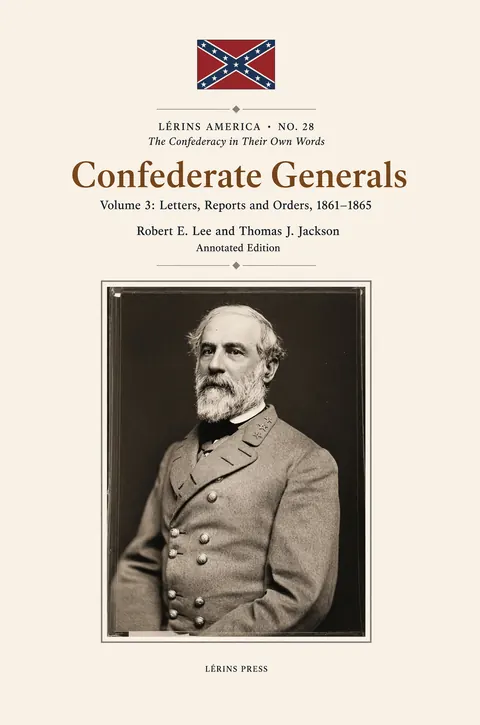 LÉRINS AMERICA • NO. 28
The Confederacy in Their Own Words
Confederate Generals
Volume 3: Letters, Reports and Orders, 1861–1865
Robert E. Lee and Thomas J. Jackson
Annotated Edition
LÉRINS PRESS